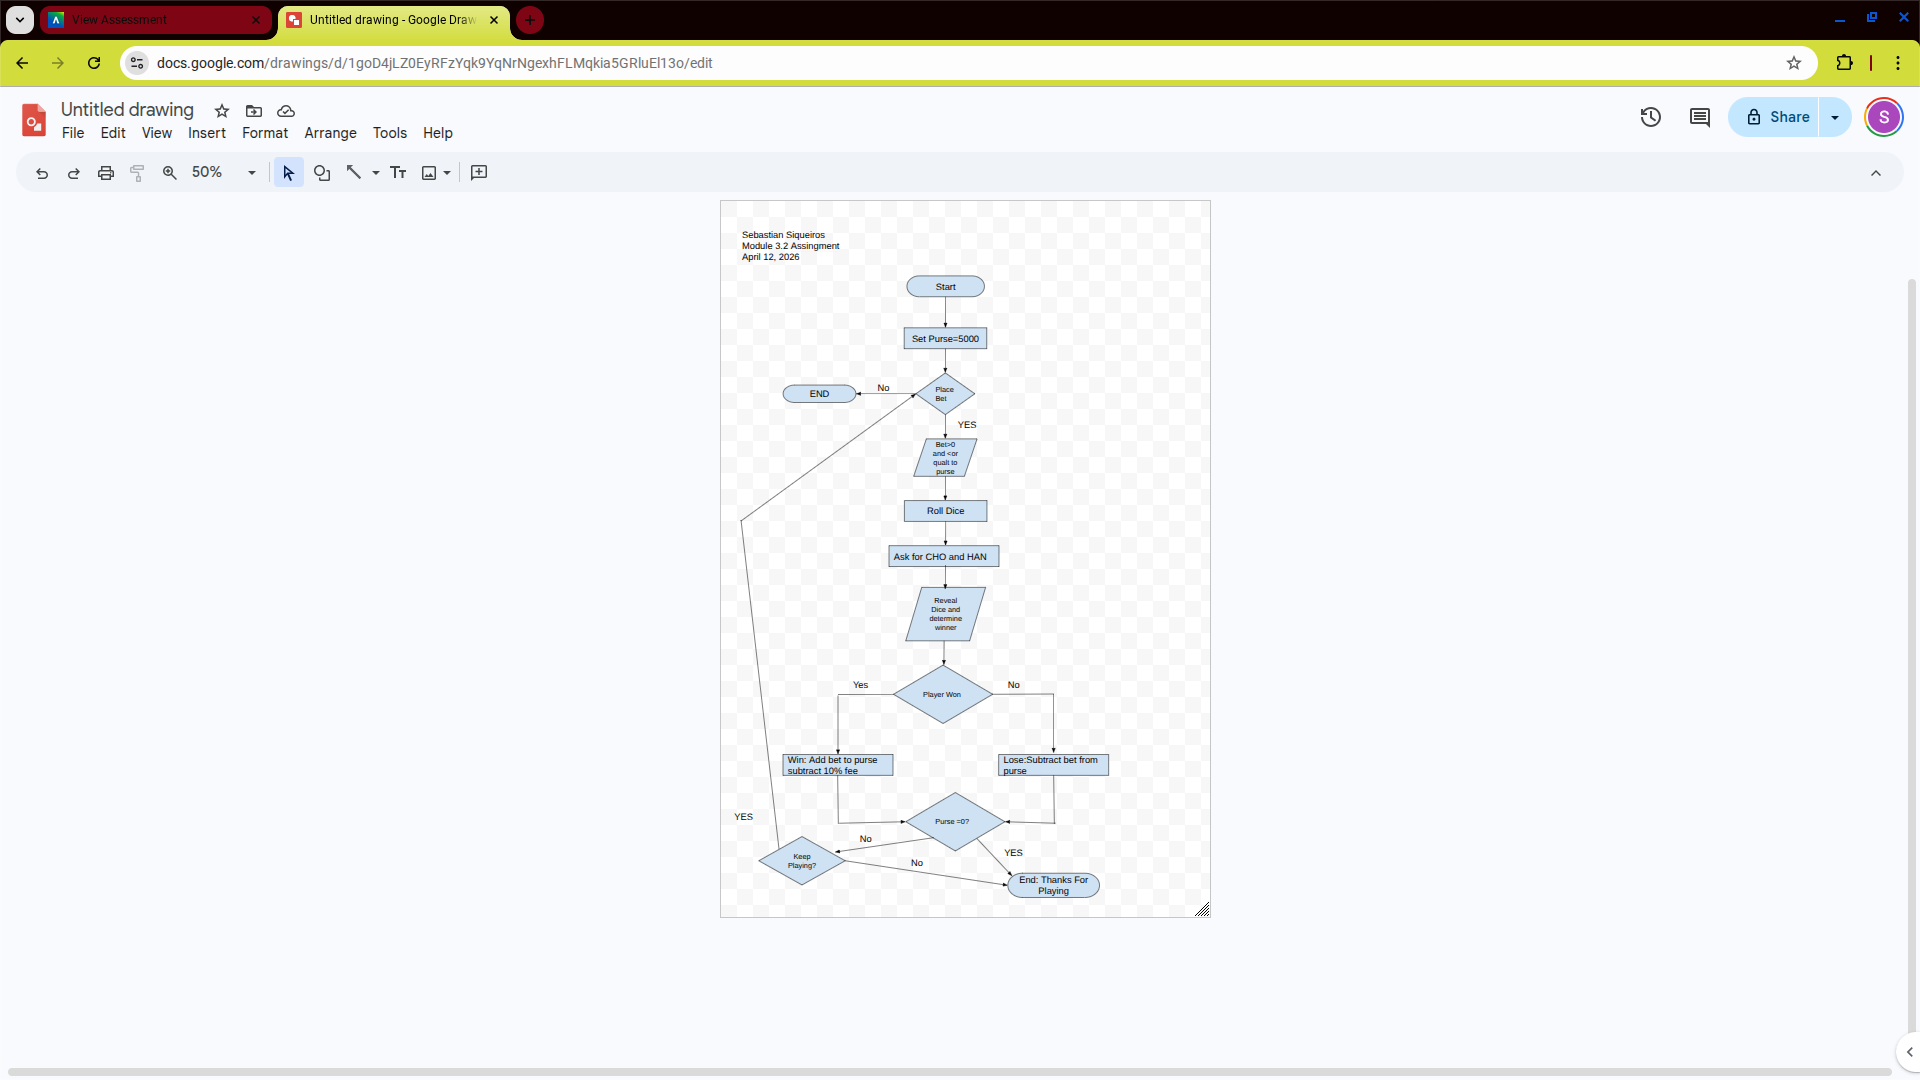 View Assessment
Untitled drawing - Google Draw
docs.google.com/drawings/d/1goD4jLZ0EyRFzYqk9YqNrNgexhFLMqkia5GRluEl13o/edit
Untitled drawing
File Edit View Insert Format Arrange Tools Help
Share
S
50%
Tт
Sebastian Siqueiros
Module 3.2 Assingment
April 12, 2026
Start
Set Purse=5000
END
No
Place
Bet
YES
Bet>0
and <or
qualt to
purse
Roll Dice
Ask for CHO and HAN
Reveal
Dice and
determine
winner
Yes
Player Won
No
Win: Add bet to purse
subtract 10% fee
Lose:Subtract bet from
purse
YES
Purse =0?
No
Keep
Playing?
No
YES
End: Thanks For
Playing